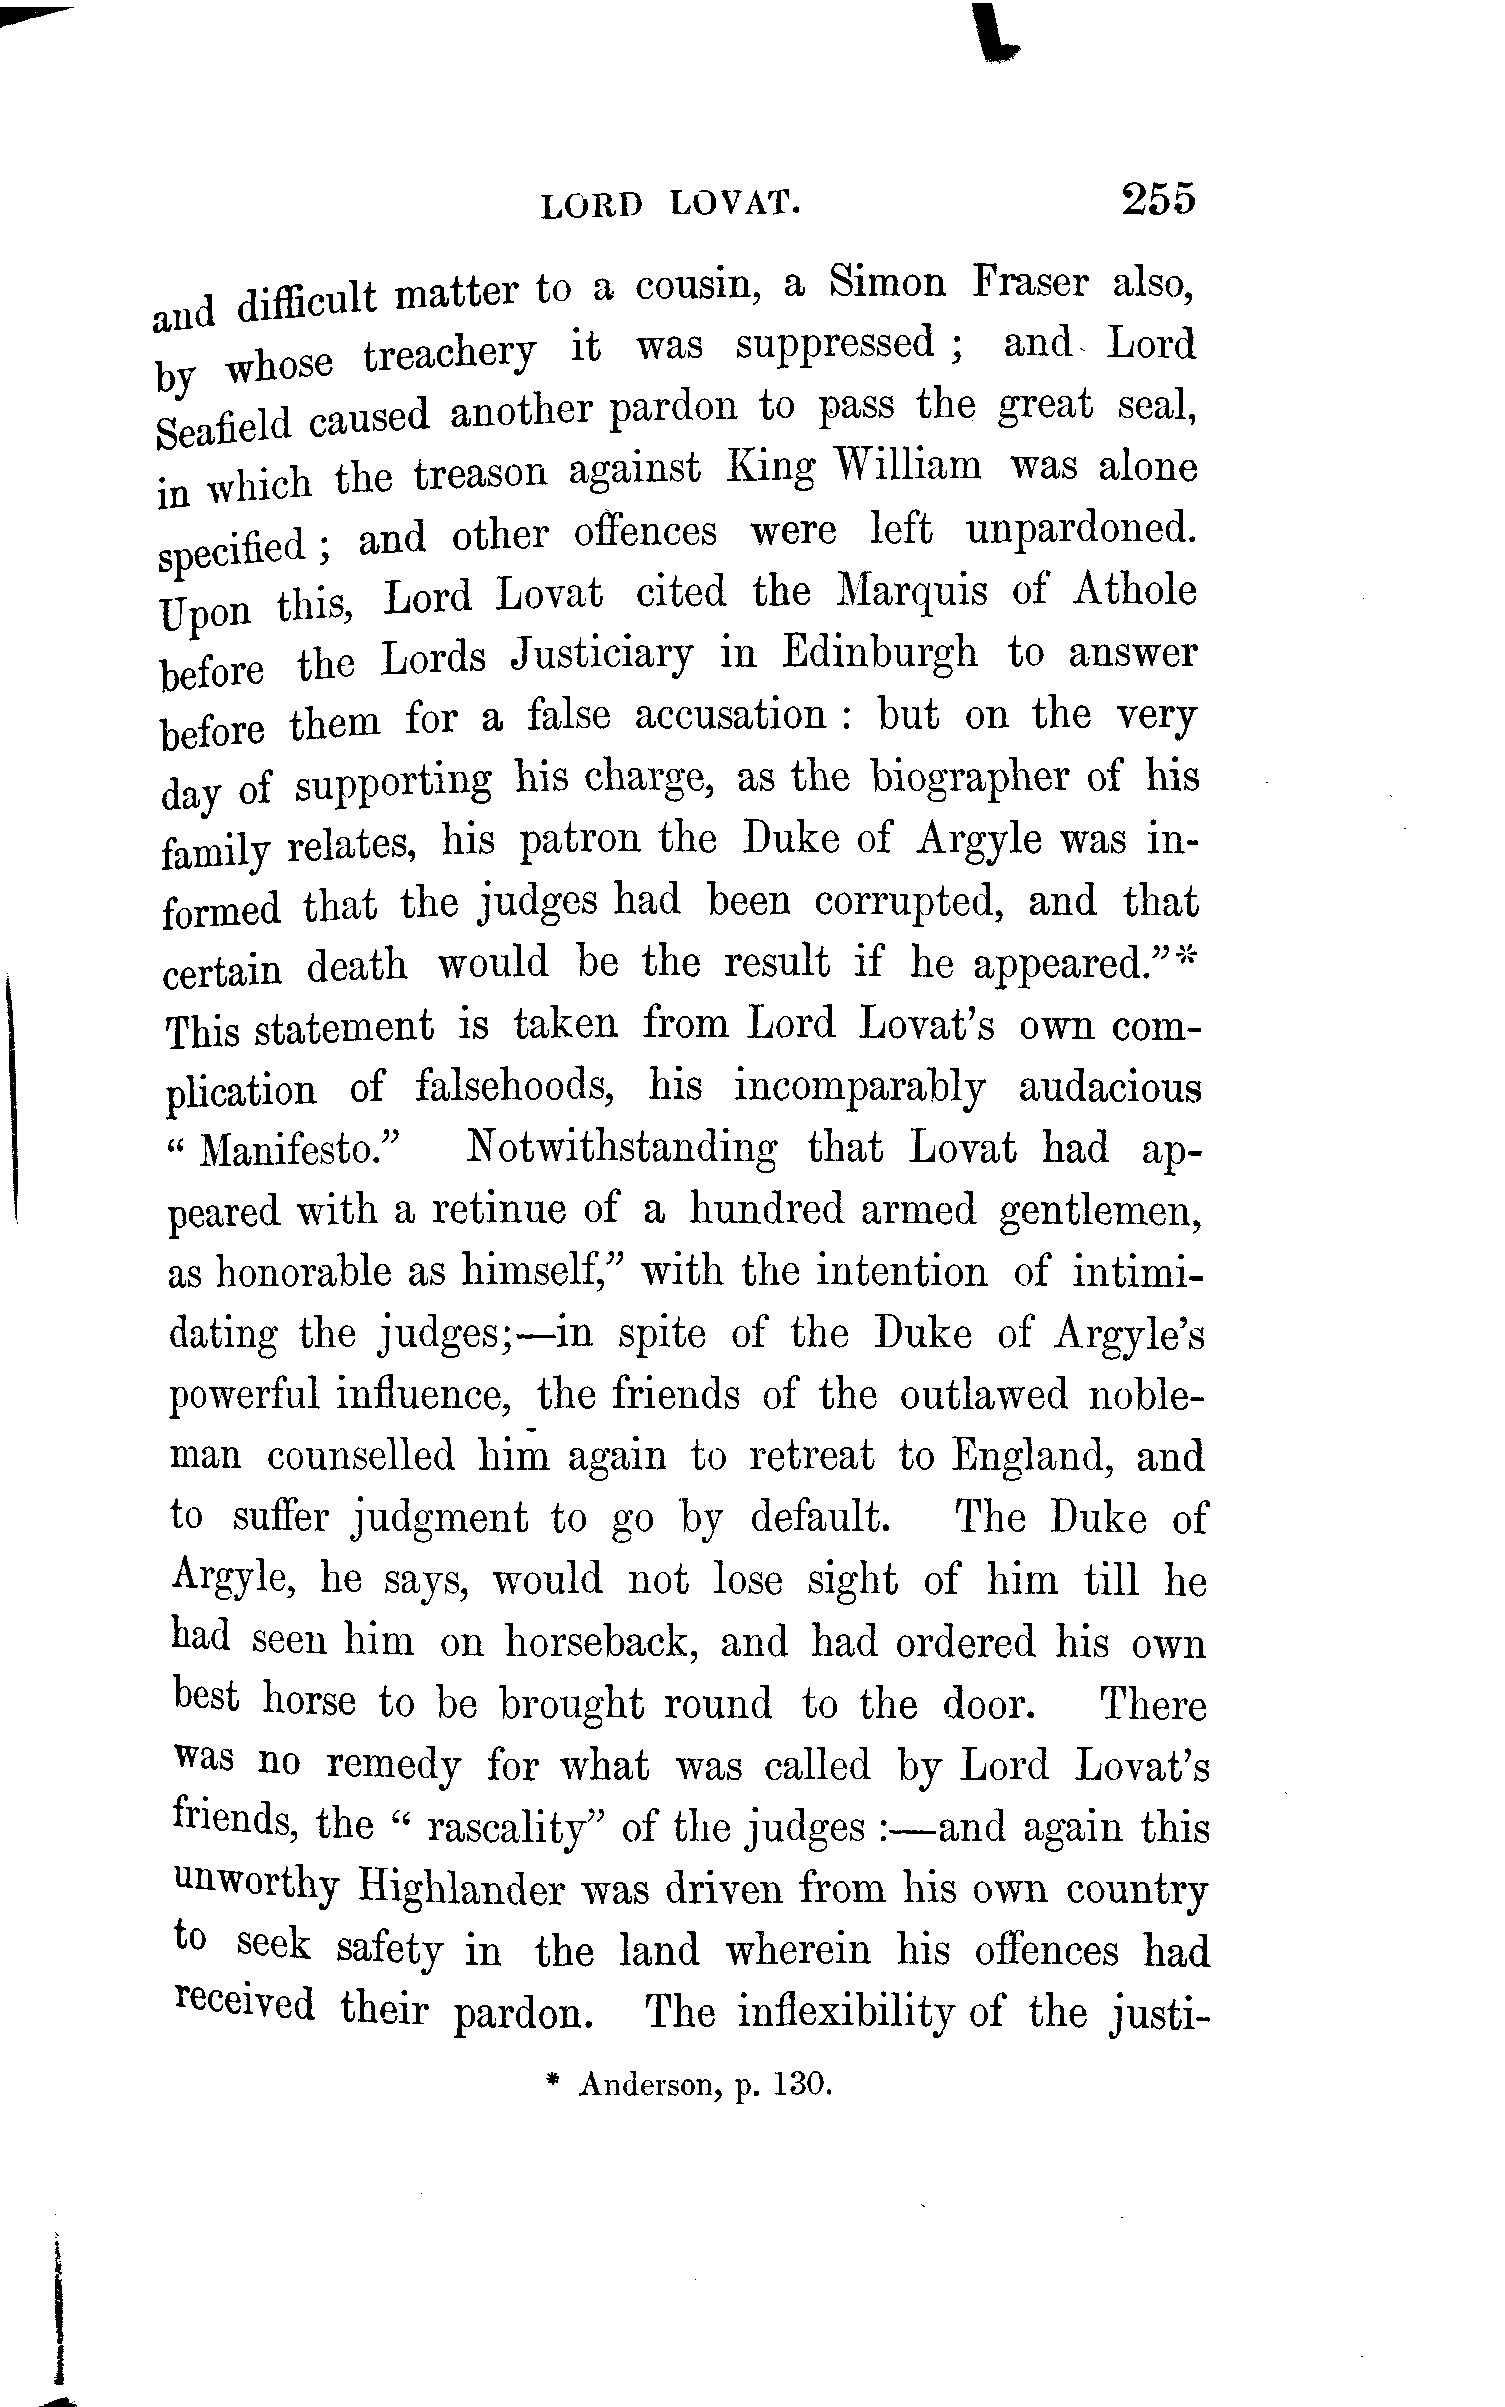 LORD LOVAT. 255
and difficult matter to a cousin, a Simon Fraser also,
by whose treachery it was suppressed ; and Lord
Seafield caused another pardon to pass the great seal,
in which the treason against King William was alone
specified ; and other offences were left unpardoned.
Upon this, Lord Lovat cited the Marquis of Athole
before the Lords Justiciary in Edinburgh to answer
before them for a false accusation : but on the very
day of supporting his charge, as the biographer of his
family relates, his patron the Duke of Argyle was in-
formed that the judges had been corrupted, and that
certain death would be the result if he appeared.”*
This statement is taken from Lord Lovat’s own com-
plication of falsehoods, his incomparably audacious
“ Manifesto.” Notwithstanding that Lovat had ap-
peared with a retinue of a hundred armed gentlemen,
as honorable as himself,” with the intention of intimi-
dating the judges;—in spite of the Duke of Argyle’s
powerful influence, the friends of the outlawed noble-
man counselled him again to retreat to England, and
to suffer judgment to go by default. The Duke of
Argyle, he says, would not lose sight of him till he
had seen him on horseback, and had ordered his own
best horse to be brought round to the door. There
was no remedy for what was called by Lord Lovat’s
friends, the “ rascality” of the judges :—and again this
unworthy Highlander was driven from his own country
to seek safety in the land wherein his offences had
received their pardon. The inflexibility of the justi-
* Anderson, p. 130.